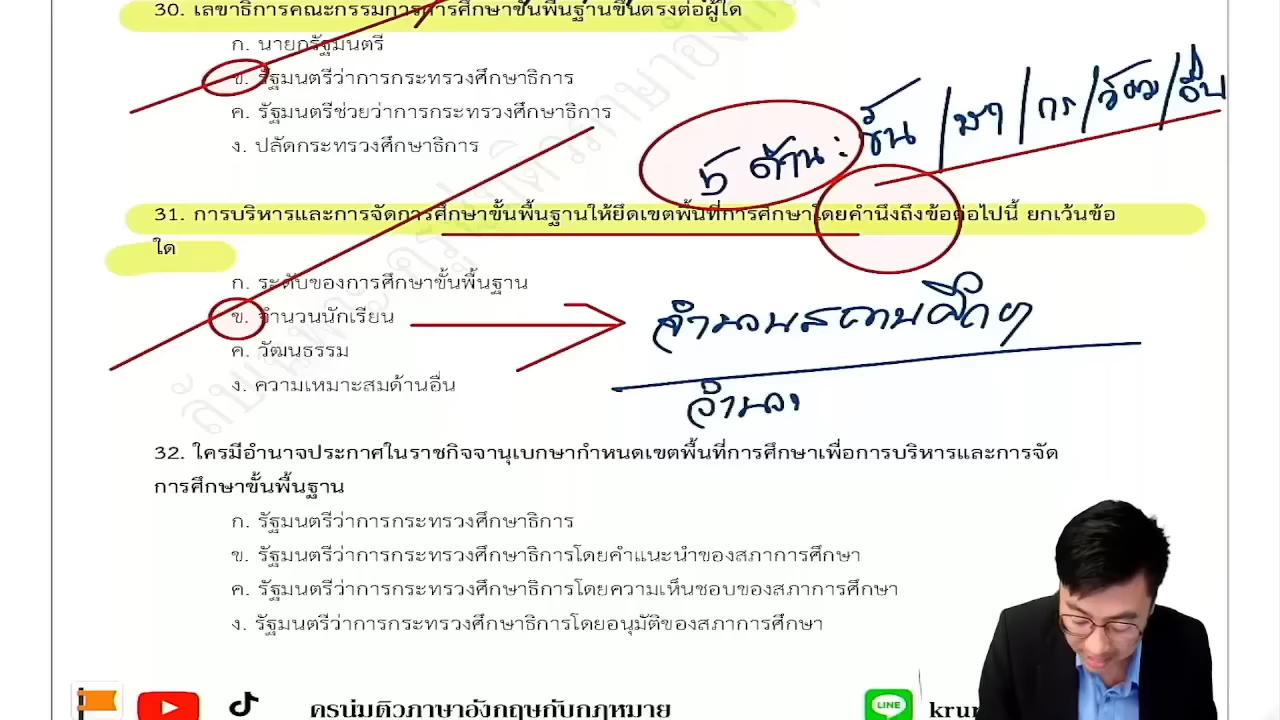 30. เลขาธิการคณะกรรมการการศึกษาขั้นพื้นฐานขึ้นตรงต่อผู้ใด
ก. นายกรัฐมนตรี
ข. รัฐมนตรีว่าการกระทรวงศึกษาธิการ
ค. รัฐมนตรีช่วยว่าการกระทรวงศึกษาธิการ
ง. ปลัดกระทรวงศึกษาธิการ
5 ด้าน:
31. การบริหารและการจัดการศึกษาขั้นพื้นฐานให้ยึดเขตพื้นที่การศึกษาโดยคำนึงถึงข้อต่อไปนี้ ยกเว้นข้อ
ใด
ก. ระดับของการศึกษาขั้นพื้นฐาน
ข. จำนวนนักเรียน
จำนวนสถานศึกษา
ค. วัฒนธรรม
ง. ความเหมาะสมด้านอื่น
จำนว
32. ใครมีอำนาจประกาศในราชกิจจานุเบกษากำหนดเขตพื้นที่การศึกษาเพื่อการบริหารและการจัด
การศึกษาขั้นพื้นฐาน
ก. รัฐมนตรีว่าการกระทรวงศึกษาธิการ
ข. รัฐมนตรีว่าการกระทรวงศึกษาธิการโดยคำแนะนำของสภาการศึกษา
ค. รัฐมนตรีว่าการกระทรวงศึกษาธิการโดยความเห็นชอบของสภาการศึกษา
ง. รัฐมนตรีว่าการกระทรวงศึกษาธิการโดยอนุมัติของสภาการศึกษา
ครูนุ่มติวภาษาอังกฤษกับกฎหมาย
LINE